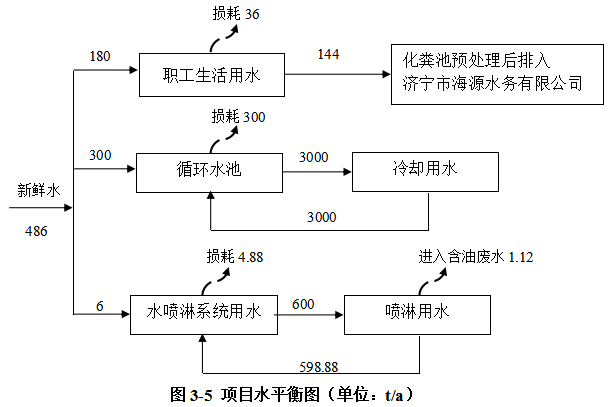 损耗 36
180
职工生活用水
144
化粪池预处理后排入
济宁市海源水务有限公司
损耗 300
300
循环水池
3000
冷却用水
新鲜水
486
3000
损耗 4.88
进入含油废水 1.12
6
水喷淋系统用水
600
喷淋用水
598.88
图 3-5 项目水平衡图（单位：t/a）